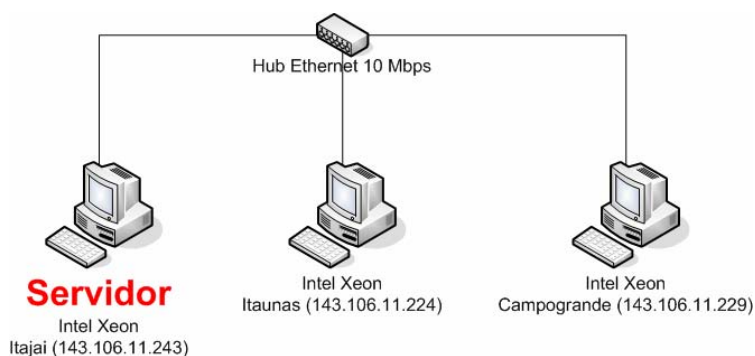 Hub Ethernet 10 Mbps
Servidor
Intel Xeon
Itajai (143.106.11.243)
Intel Xeon
Itaunas (143.106.11.224)
Intel Xeon
Campogrande (143.106.11.229)